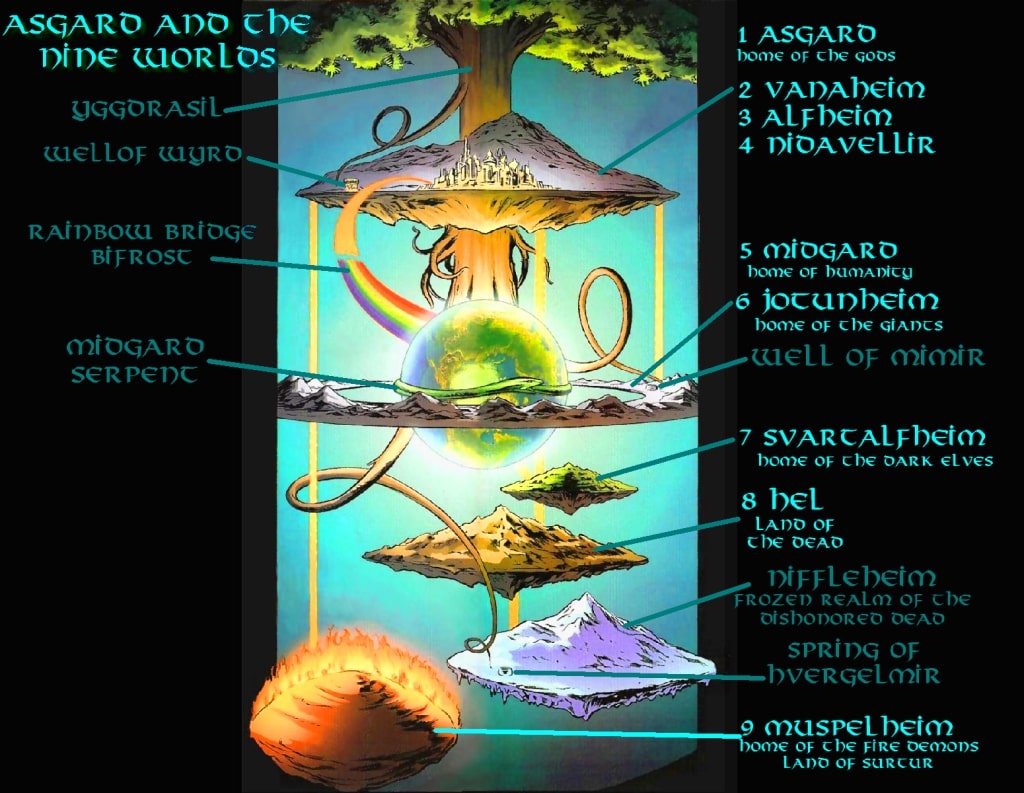 ASGARD AND THE
NINE WORLDS
YGGDRASIL
WELLOF WYRD
RAINBOW BRIDGE
BIFROST
MIDGARD
SERPENT
1 ASGARD
HOME OF THE GODS
2 VANAHEIM
3 ALFHEIM
4 NIDAVELLIR
5 MIDGARD
HOME OF HUMANITY
6 JOTUNHEIM
HOME OF THE GIANTS
WELL OF MIMIR
7 SVARTALFHEIM
HOME OF THE DARK ELVES
8 HEL
LAND OF
THE DEAD
NIFFLEHEIM
FROZEN REALM OF THE
DISHONORED DEAD
SPRING OF
HVERGELMIR
9 MUSPELHEIM
HOME OF THE FIRE DEMONS
LAND OF SURTUR